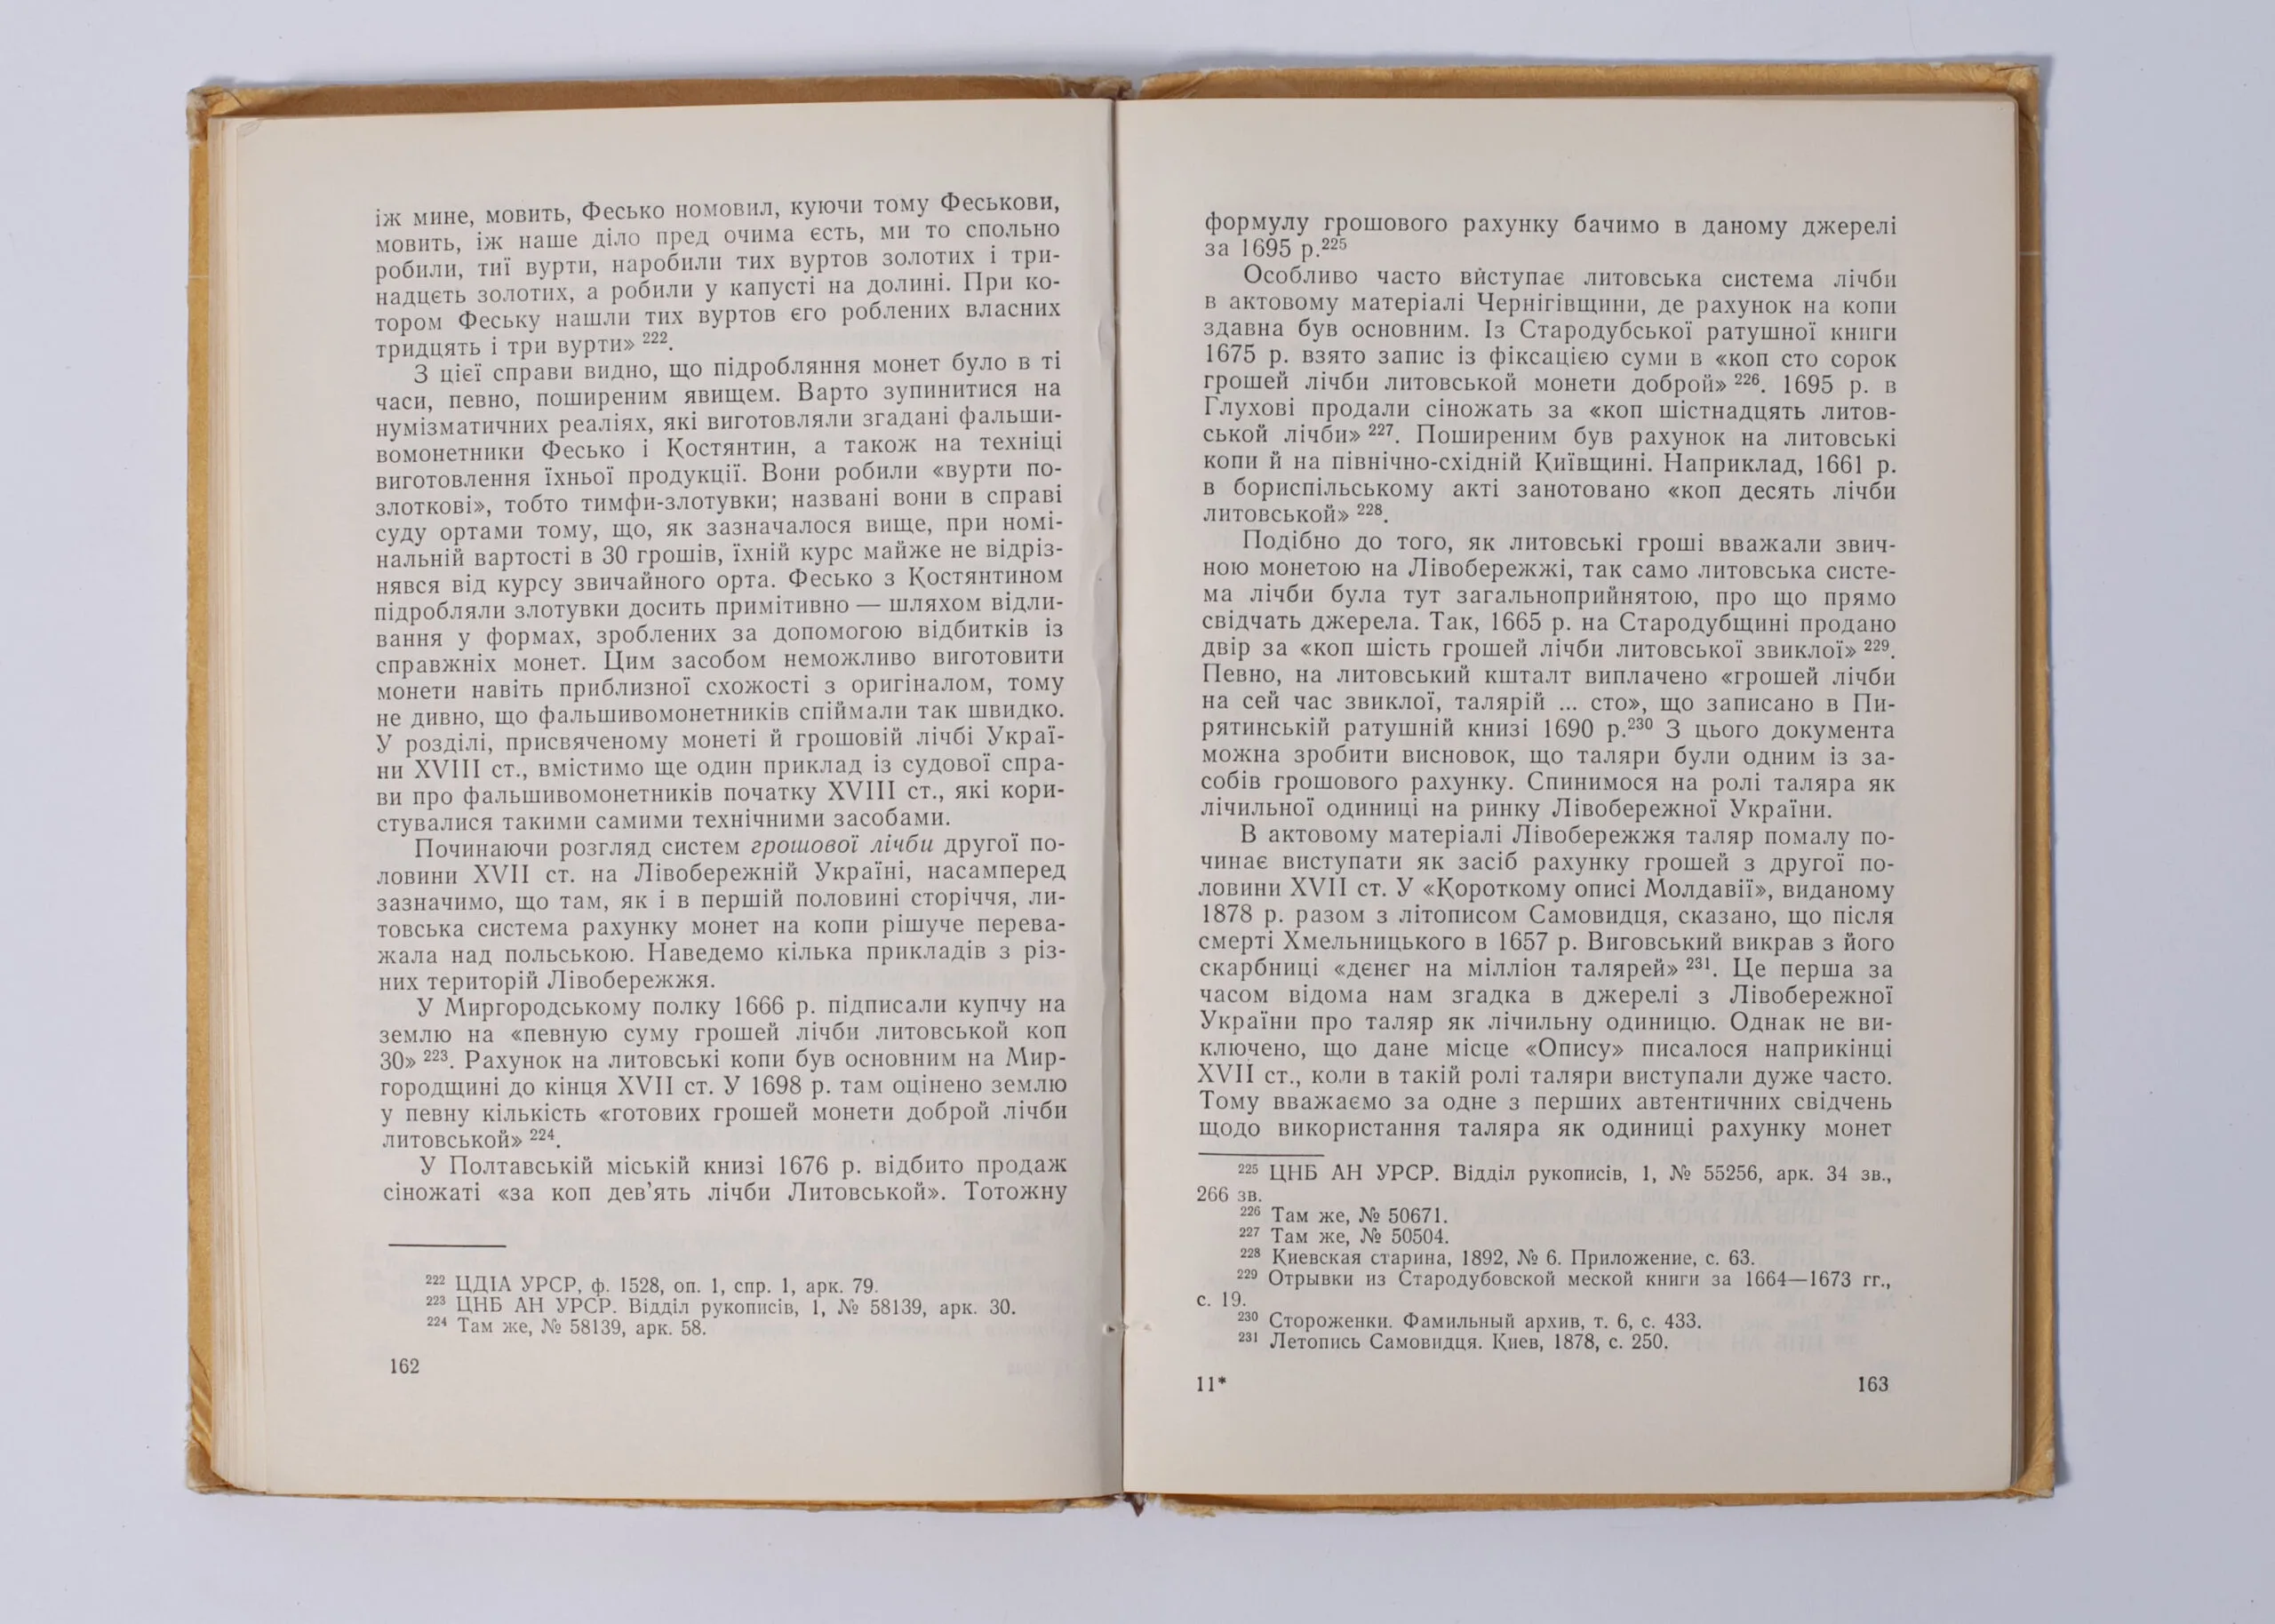 іж мине, мовить, Фесько номовил, куючи тому Феськови,
мовить, іж наше діло пред очима єсть, ми то спольно
робили, тиї вурти, наробили тих вуртов золотих і три-
надцєть золотих, а робили у капусті на долині. При ко-
тором Феську нашли тих вуртов єго роблених власних
тридцять і три вурти» 222.
З цієї справи видно, що підробляння монет було в ті
часи, певно, поширеним явищем. Варто зупинитися на
нумізматичних реаліях, які виготовляли згадані фальши-
вомонетники Фесько і Костянтин, а також на техніці
виготовлення їхньої продукції. Вони робили «вурти по-
злоткові», тобто тимфи-злотувки; названі вони в справі
суду ортами тому, що, як зазначалося вище, при номі-
нальній вартості в 30 грошів, їхній курс майже не відріз-
нявся від курсу звичайного орта. Фесько з Костянтином
підробляли злотувки досить примітивно — шляхом відли-
вання у формах, зроблених за допомогою відбитків із
справжніх монет. Цим засобом неможливо виготовити
монети навіть приблизної схожості з оригіналом, тому
не дивно, що фальшивомонетників спіймали так швидко.
У розділі, присвяченому монеті й грошовій лічбі Украї-
ни XVIII ст., вмістимо ще один приклад із судової спра-
ви про фальшивомонетників початку XVIII ст., які кори-
стувалися такими самими технічними засобами.
Починаючи розгляд систем грошової лічби другої по-
ловини XVII ст. на Лівобережній Україні, насамперед
зазначимо, що там, як і в першій половині сторіччя, ли-
товська система рахунку монет на копи рішуче перева-
жала над польською. Наведемо кілька прикладів з різ-
них територій Лівобережжя.
У Миргородському полку 1666 р. підписали купчу на
землю на «певную суму грошей лічби литовськой коп
30» 223. Рахунок на литовські копи був основним на Мир-
городщині до кінця XVII ст. У 1698 р. там оцінено землю
у певну кількість «готових грошей монети доброй лічби
литовськой» 224.
У Полтавській міській книзі 1676 р. відбито продаж
сіножаті «за коп дев’ять лічби Литовськой». Тотожну
222 ЦДІА УРСР, ф. 1528, оп. 1, спр. 1, арк. 79.
223 ЦНБ АН УРСР. Відділ рукописів, 1, № 58139, арк. 30.
224 Там же, № 58139, арк. 58.
162
формулу грошового рахунку бачимо в даному джерелі
за 1695 р.225
Особливо часто виступає литовська система лічби
в актовому матеріалі Чернігівщини, де рахунок на копи
здавна був основним. Із Стародубської ратушної книги
1675 р. взято запис із фіксацією суми в «коп сто сорок
грошей лічби литовськой монети доброй» 226. 1695 р. в
Глухові продали сіножать за «коп шістнадцять литов-
ськой лічби» 227. Поширеним був рахунок на литовські
копи й на північно-східній Київщині. Наприклад, 1661 р.
в бориспільському акті занотовано «коп десять лічби
литовськой» 228.
Подібно до того, як литовські гроші вважали звич-
ною монетою на Лівобережжі, так само литовська систе-
ма лічби була тут загальноприйнятою, про що прямо
свідчать джерела. Так, 1665 р. на Стародубщині продано
двір за «коп шість грошей лічби литовської звиклої» 229.
Певно, на литовський кшталт виплачено «грошей лічби
на сей час звиклої, талярій ... сто», що записано в Пи-
рятинській ратушній книзі 1690 р.230 З цього документа
можна зробити висновок, що таляри були одним із за-
собів грошового рахунку. Спинимося на ролі таляра як
лічильної одиниці на ринку Лівобережної України.
В актовому матеріалі Лівобережжя таляр помалу по-
чинає виступати як засіб рахунку грошей з другої по-
ловини XVII ст. У «Короткому описі Молдавії», виданому
1878 р. разом з літописом Самовидця, сказано, що після
смерті Хмельницького в 1657 р. Виговський викрав з його
скарбниці «дєнєг на мілліон талярей» 231. Це перша за
часом відома нам згадка в джерелі з Лівобережної
України про таляр як лічильну одиницю. Однак не ви-
ключено, що дане місце «Опису» писалося наприкінці
XVII ст., коли в такій ролі таляри виступали дуже часто.
Тому вважаємо за одне з перших автентичних свідчень
щодо використання таляра як одиниці рахунку монет
225 ЦНБ АН УРСР. Відділ рукописів, 1, № 55256, арк. 34 зв.,
266 зв.
226 Там же, № 50671.
227 Там же, № 50504.
228 Киевская старина, 1892, № 6. Приложение, с. 63.
229 Отрывки из Стародубовской меской книги за 1664—1673 гг.,
с. 19.
230 Стороженки. Фамильный архив, т. 6, с. 433.
231 Летопись Самовидца. Киев, 1878, с. 250.
11*
163